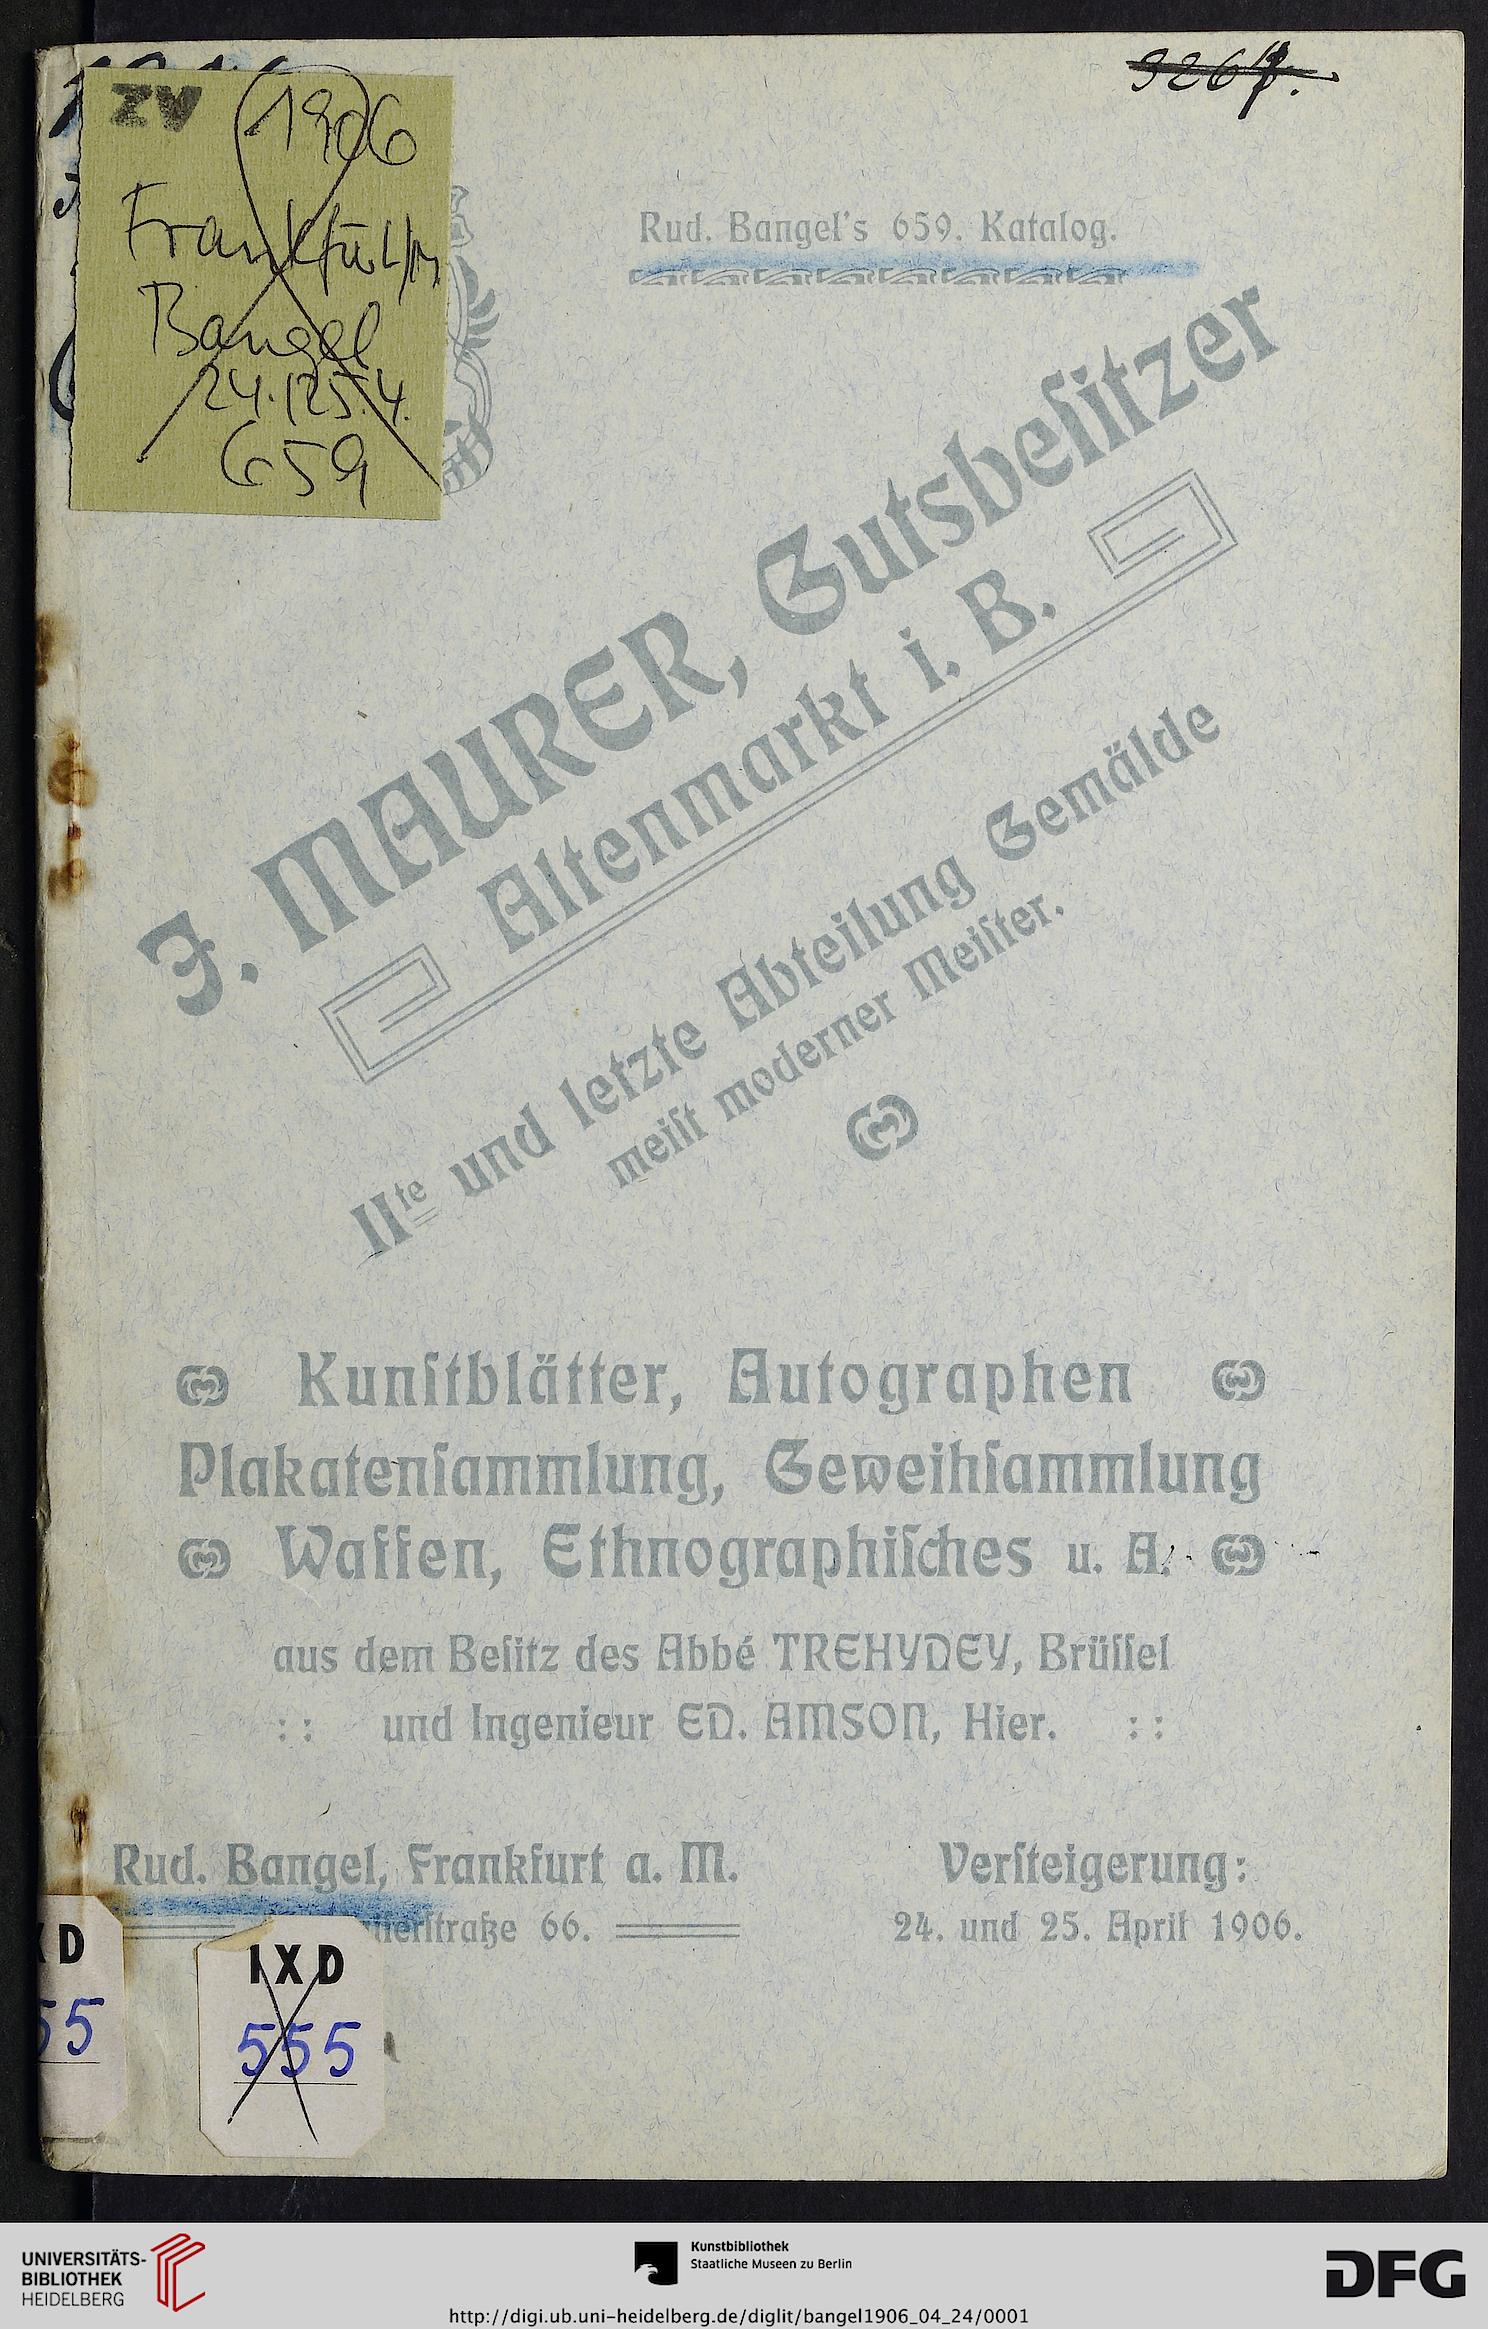 ZV
1906
Frankfurt/M
Bangel
24./25.4.
659
3267.
Rud. Bangel's 659. Katalog.
J. MAURER, Gutsbeſitzer
Altenmarkt i. B.
IIte und letzte Abteilung Gemälde
meiſt moderner Meiſter.
Kunſtblätter, Autographen
Plakatenſammlung, Geweihſammlung
Waffen, Ethnographiſches u. A.
aus dem Beſitz des Abbé TREHYDEY, Brüſſel
:: und Ingenieur ED. AMSON, Hier. ::
Rud. Bangel, Frankfurt a. M.
66.
Verſteigerung:
24. und 25. April 1906.
X D
55
IXD
555
UNIVERSITÄTS-
BIBLIOTHEK
HEIDELBERG
Kunstbibliothek
Staatliche Museen zu Berlin
http://digi.ub.uni-heidelberg.de/diglit/bangel1906_04_24/0001
DFG